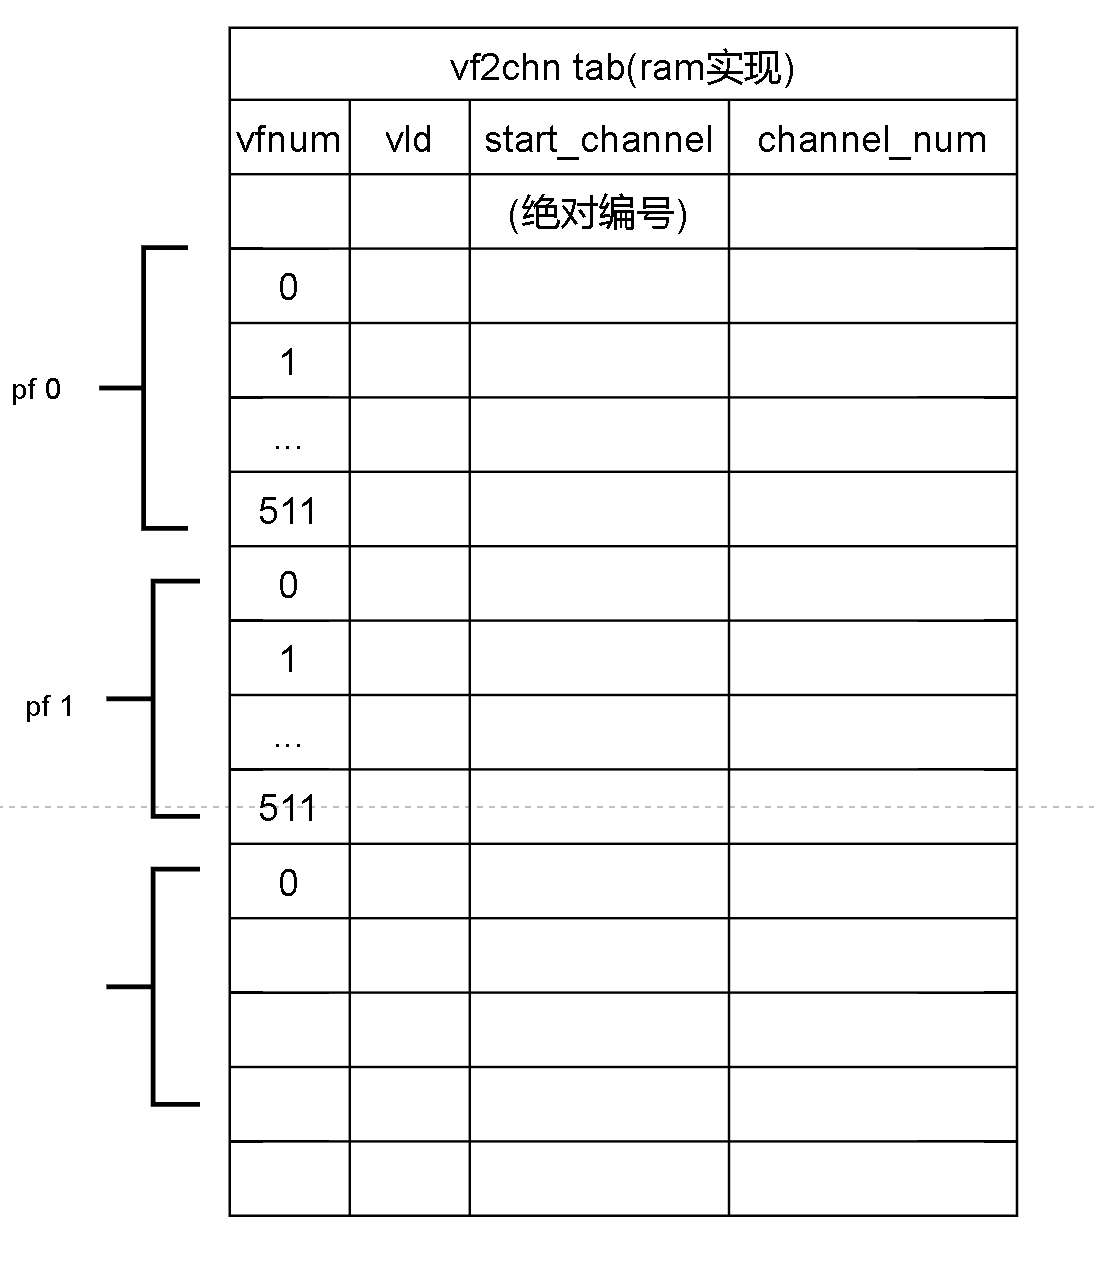 vf2chn tab(ram实现)
vfnum vld start_channel channel_num
(绝对编号)
0
1
pf 0
...
511
0
1
pf 1
...
511
0